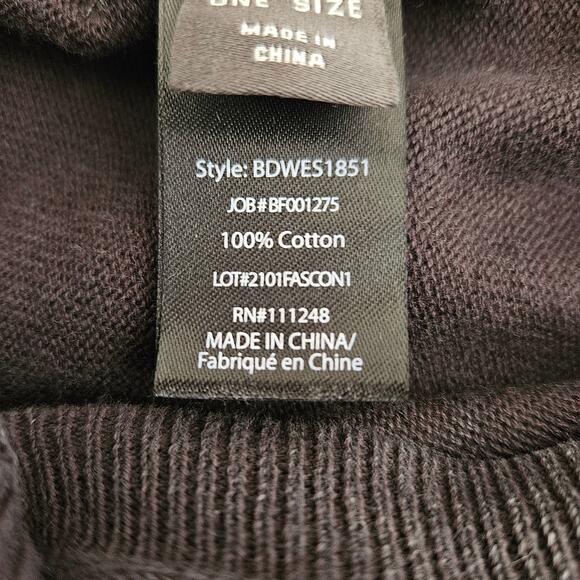 ONE SIZE
MADE IN
CHINA
Style: BDWES1851
JOB# BF001275
100% Cotton
LOT#2101FASCON1
RN#111248
MADE IN CHINA/
Fabriqué en Chine